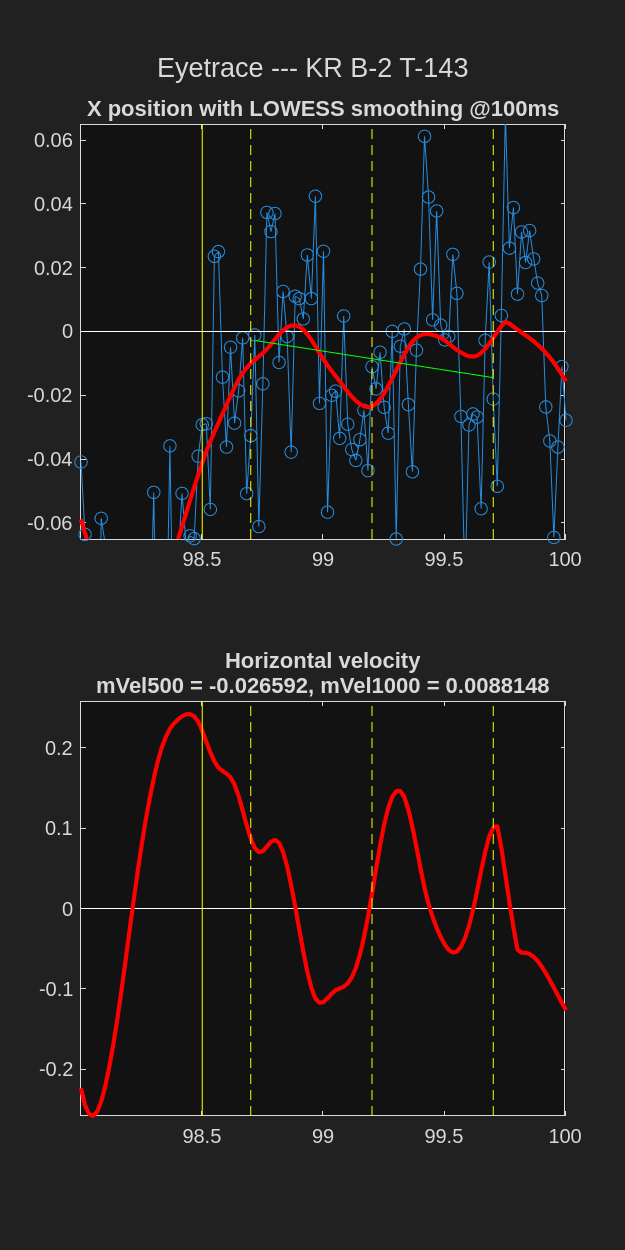 Eyetrace --- KR B-2 T-143
X position with LOWESS smoothing @100ms
0.06
0.04
0.02
0
-0.02
-0.04
-0.06
98.5 99 99.5 100
Horizontal velocity
mVel500 = -0.026592, mVel1000 = 0.0088148
0.2
0.1
0
-0.1
-0.2
98.5 99 99.5 100